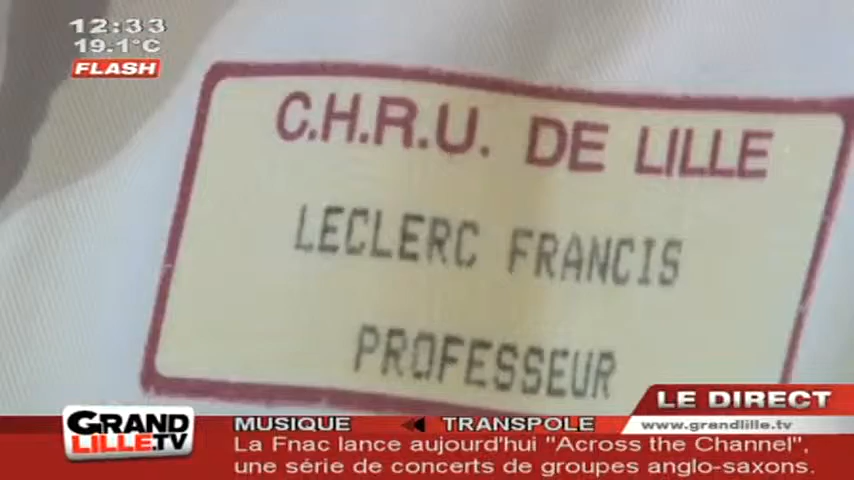 12:33
19.1°C
FLASH
C.H.R.U. DE LILLE
LECLERC FRANCIS
PROFESSEUR
LE DIRECT
www.grandlille.tv
GRAND
LILLE.TV
MUSIQUE TRANSPOLE
La Fnac lance aujourd'hui "Across the Channel",
une série de concerts de groupes anglo-saxons.